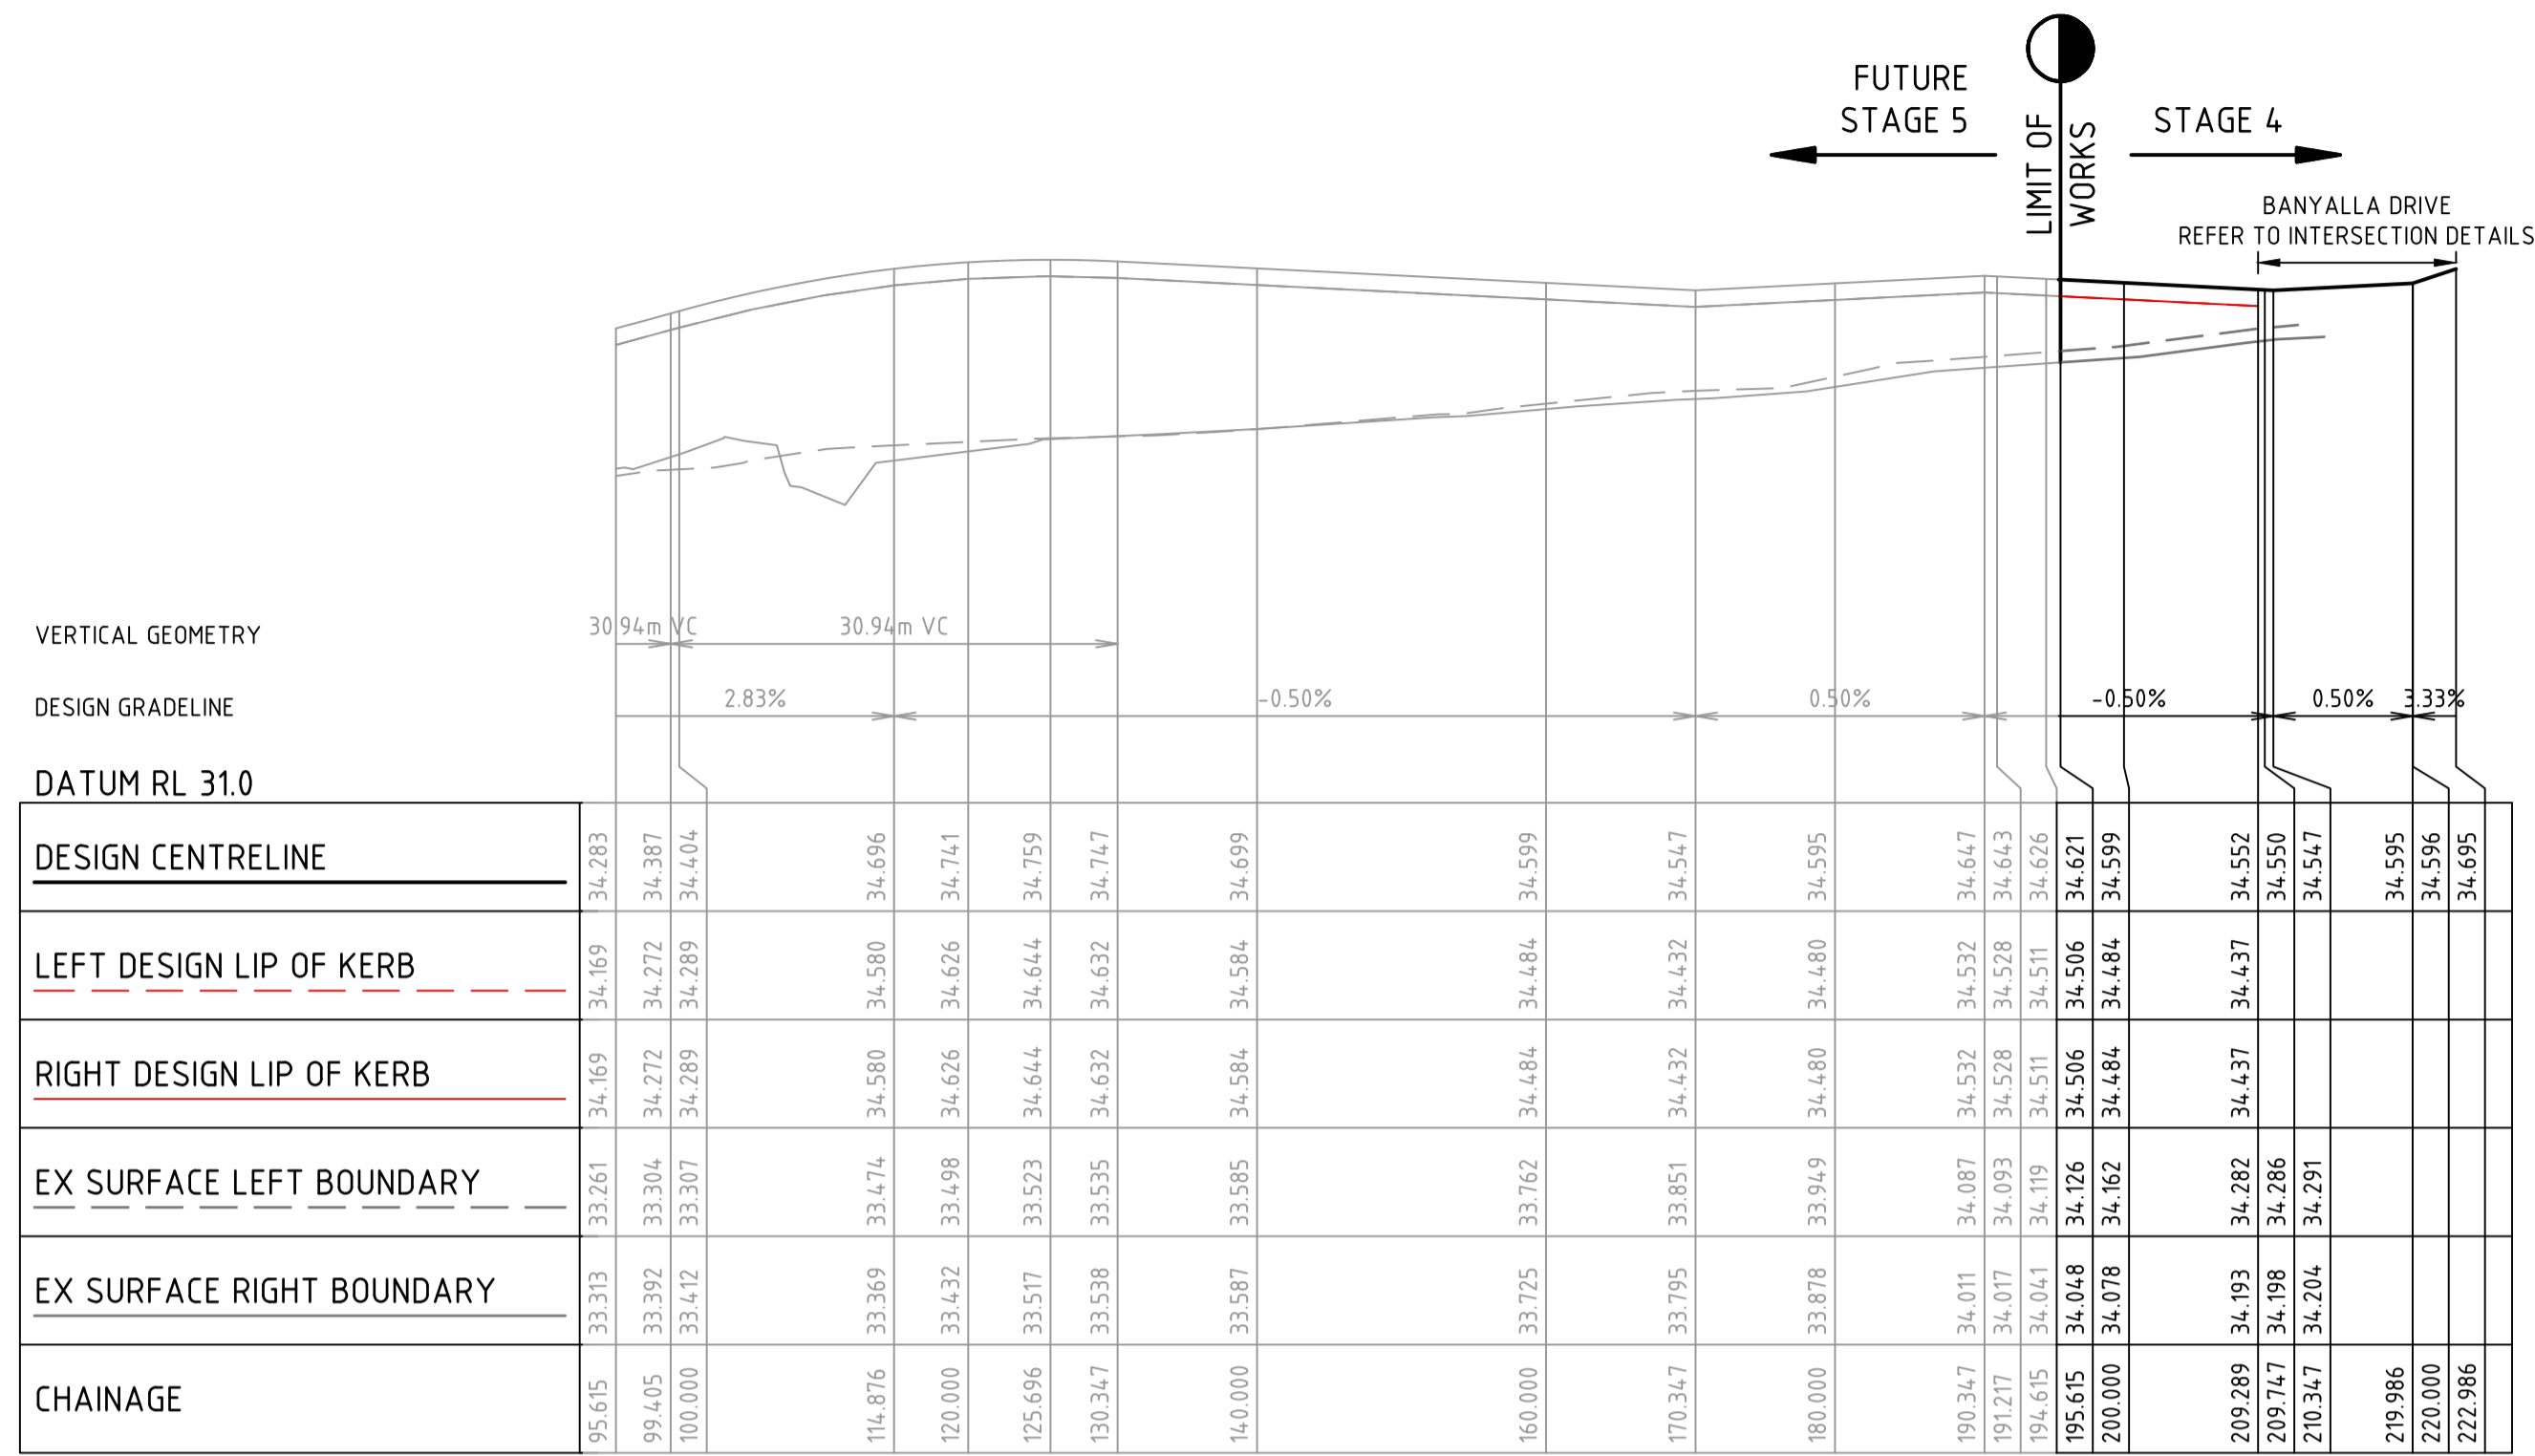 FUTURE
STAGE 5
LIMIT OF
WORKS
STAGE 4
BANYALLA DRIVE
REFER TO INTERSECTION DETAILS
VERTICAL GEOMETRY 30.94m VC 30.94m VC
DESIGN GRADELINE 2.83% -0.50% 0.50% -0.50% 0.50% 3.33%
DATUM RL 31.0
DESIGN CENTRELINE 34.283 34.387 34.404 34.696 34.741 34.759 34.747 34.699 34.599 34.547 34.595 34.647 34.643 34.626 34.621 34.599 34.552 34.550 34.547 34.595 34.596 34.695
LEFT DESIGN LIP OF KERB 34.169 34.272 34.289 34.580 34.626 34.644 34.632 34.584 34.484 34.432 34.480 34.532 34.528 34.511 34.506 34.484 34.437
RIGHT DESIGN LIP OF KERB 34.169 34.272 34.289 34.580 34.626 34.644 34.632 34.584 34.484 34.432 34.480 34.532 34.528 34.511 34.506 34.484 34.437
EX SURFACE LEFT BOUNDARY 33.261 33.304 33.307 33.474 33.498 33.523 33.535 33.585 33.762 33.851 33.949 34.087 34.093 34.119 34.126 34.162 34.282 34.286 34.291
EX SURFACE RIGHT BOUNDARY 33.313 33.392 33.412 33.369 33.432 33.517 33.538 33.587 33.725 33.795 33.878 34.011 34.017 34.041 34.048 34.078 34.193 34.198 34.204
CHAINAGE 95.615 99.405 100.000 114.876 120.000 125.696 130.347 140.000 160.000 170.347 180.000 190.347 191.217 194.615 195.615 200.000 209.289 209.747 210.347 219.986 220.000 222.986